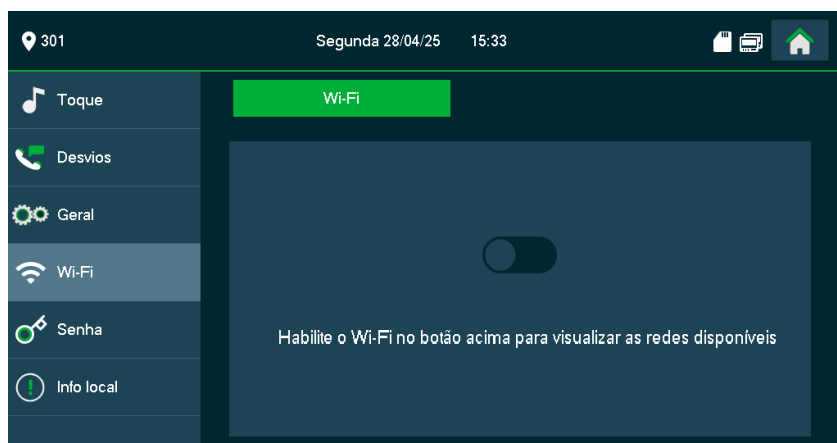 301
Segunda 28/04/25 15:33
Toque
Desvios
Geral
Wi-Fi
Senha
Info local
Wi-Fi
Habilite o Wi-Fi no botão acima para visualizar as redes disponíveis